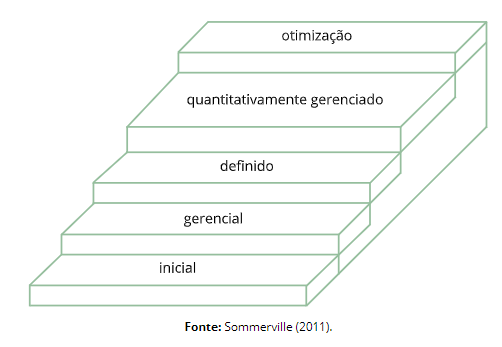 otimização
quantitativamente gerenciado
definido
gerencial
inicial
Fonte: Sommerville (2011).